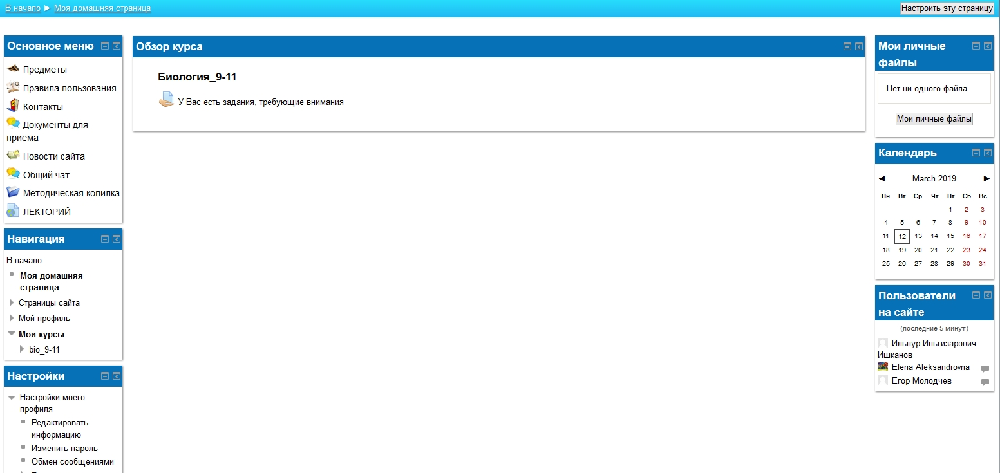 В начало ► Моя домашняя страница
Настроить эту страницу
Основное меню
Предметы
Правила пользования
Контакты
Документы для
приема
Новости сайта
Общий чат
Методическая копилка
ЛЕКТОРИЙ
Навигация
В начало
Моя домашняя
страница
Страницы сайта
Мой профиль
Мои курсы
bio_9-11
Настройки
Настройки моего
профиля
Редактировать
информацию
Изменить пароль
Обмен сообщениями
Обзор курса
Биология_9-11
У Вас есть задания, требующие внимания
Мои личные
файлы
Нет ни одного файла
Мои личные файлы
Календарь
◄ March 2019 ►
Пн Вт Ср Чт Пт Сб Вс
1 2 3
4 5 6 7 8 9 10
11 12 13 14 15 16 17
18 19 20 21 22 23 24
25 26 27 28 29 30 31
Пользователи
на сайте
(последние 5 минут)
Ильнур Ильгизарович
Ишканов
Elena Aleksandrovna
Егор Молодчев